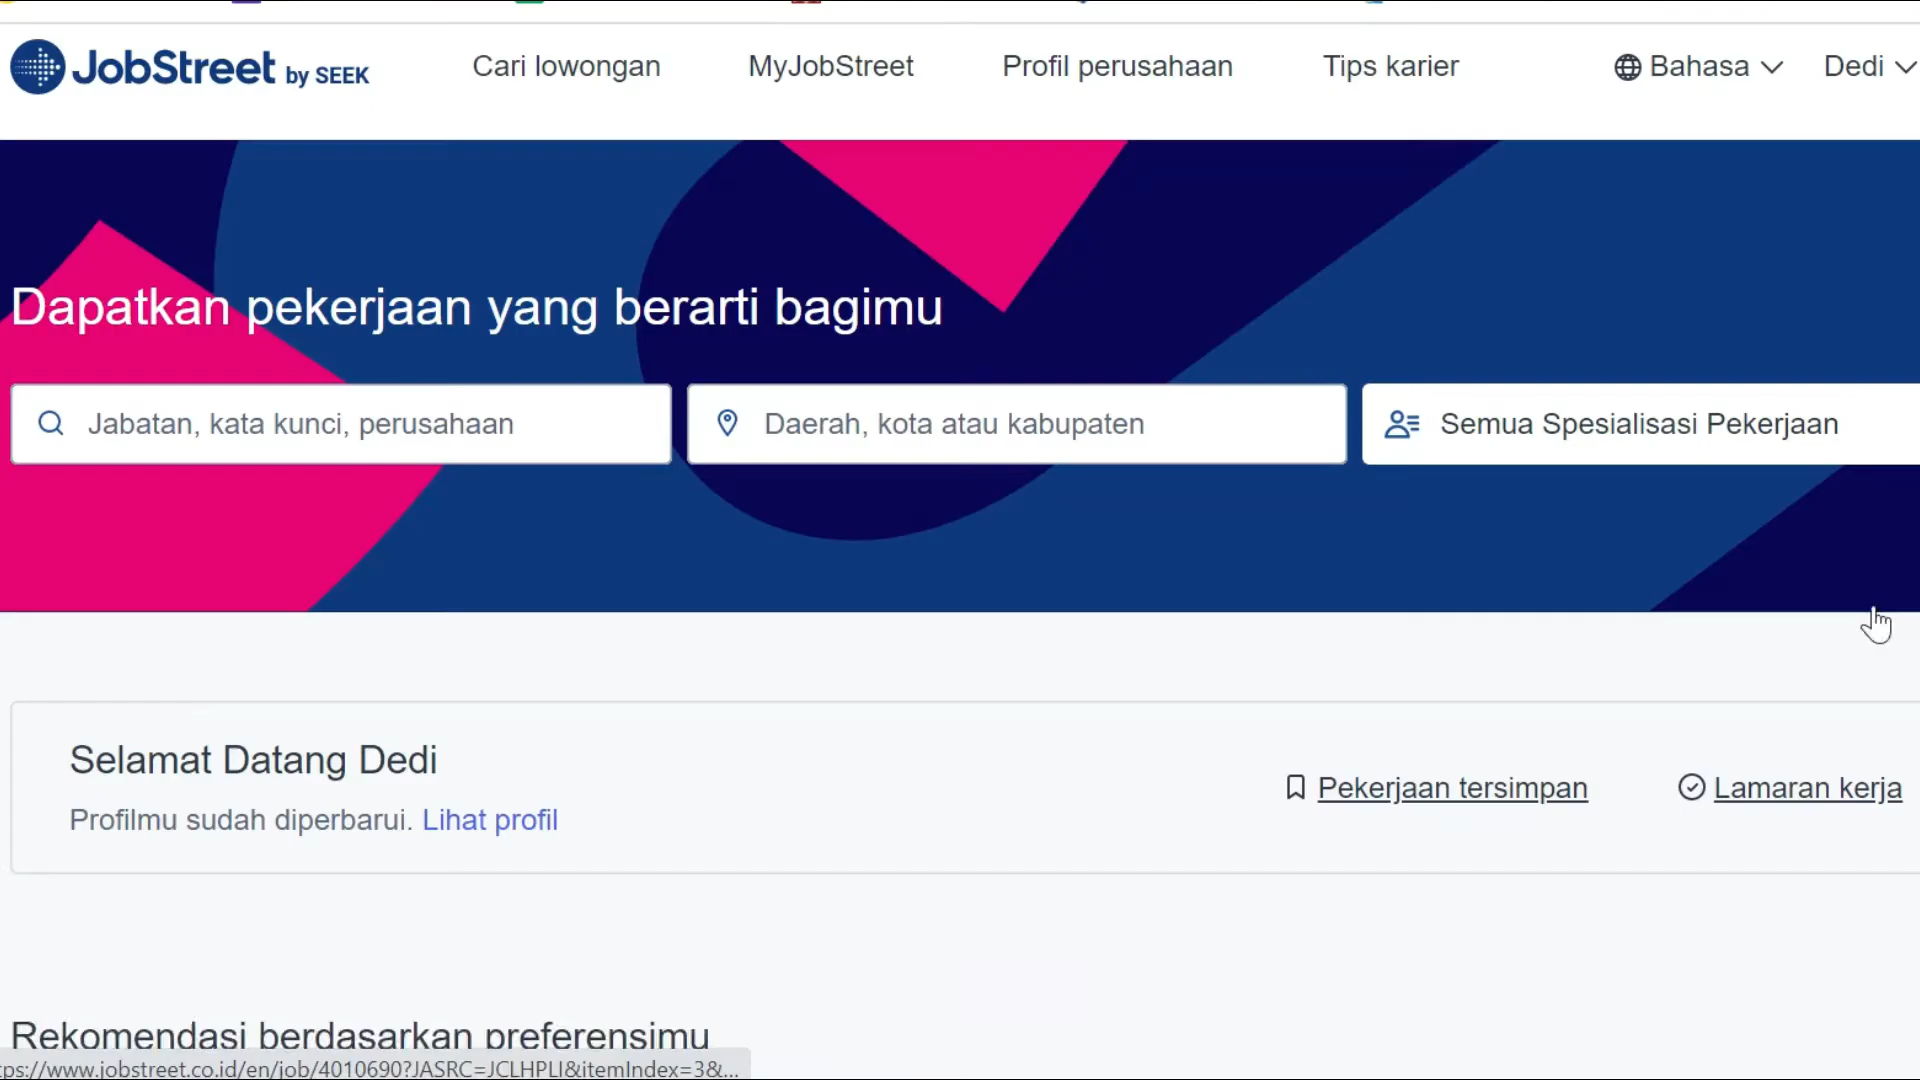 JobStreet by SEEK
Cari lowongan
MyJobStreet
Profil perusahaan
Tips karier
Bahasa
Dedi
Dapatkan pekerjaan yang berarti bagimu
Jabatan, kata kunci, perusahaan
Daerah, kota atau kabupaten
Semua Spesialisasi Pekerjaan
Selamat Datang Dedi
Profilmu sudah diperbarui. Lihat profil
Pekerjaan tersimpan
Lamaran kerja
Rekomendasi berdasarkan preferensimu
ps://www.jobstreet.co.id/en/job/4010690?JASRC=JCLHPLI&itemIndex=3&...